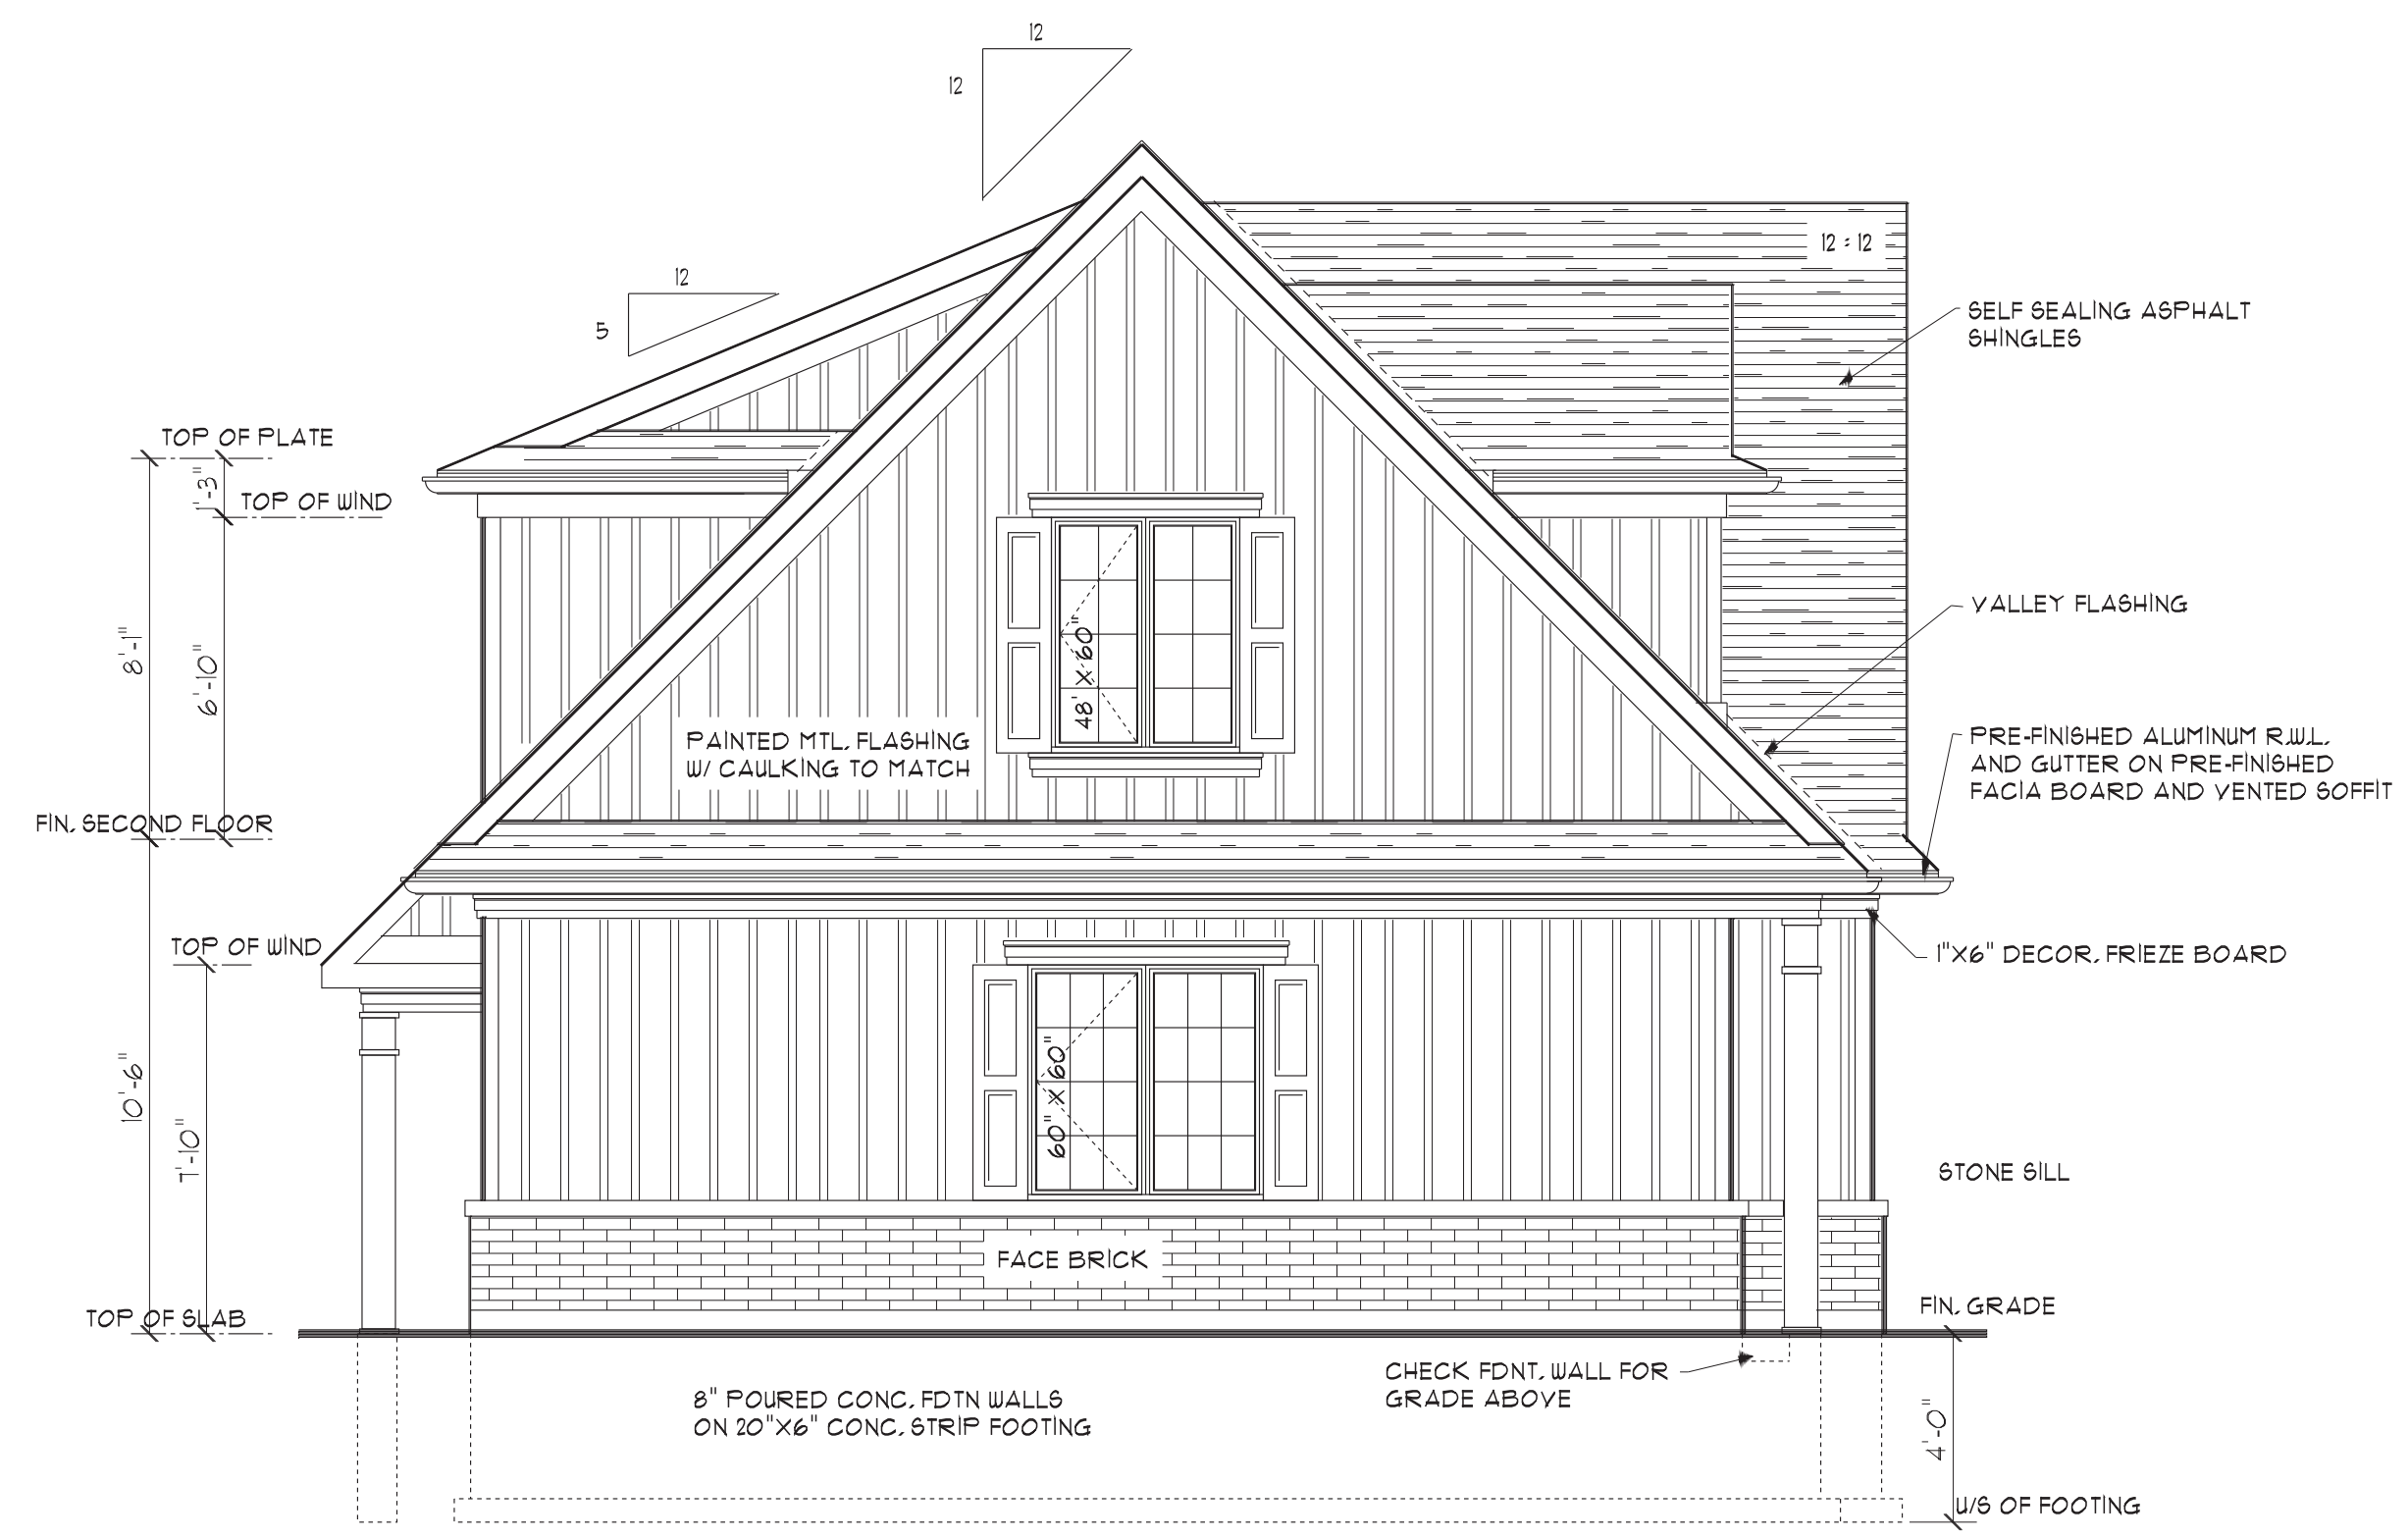 12
12
12
5
12 : 12
SELF SEALING ASPHALT
SHINGLES
TOP OF PLATE
1'-3"
TOP OF WIND
VALLEY FLASHING
8'-1"
6'-10"
48' X 60"
PAINTED MTL. FLASHING
W/ CAULKING TO MATCH
PRE-FINISHED ALUMINUM R.W.L.
AND GUTTER ON PRE-FINISHED
FACIA BOARD AND VENTED SOFFIT
FIN. SECOND FLOOR
TOP OF WIND
1"X6" DECOR. FRIEZE BOARD
10'-6"
7'-10"
60" X 60"
STONE SILL
FACE BRICK
TOP OF SLAB
FIN. GRADE
CHECK FDNT. WALL FOR
GRADE ABOVE
8" POURED CONC. FDTN WALLS
ON 20"X6" CONC. STRIP FOOTING
4'-0"
U/S OF FOOTING